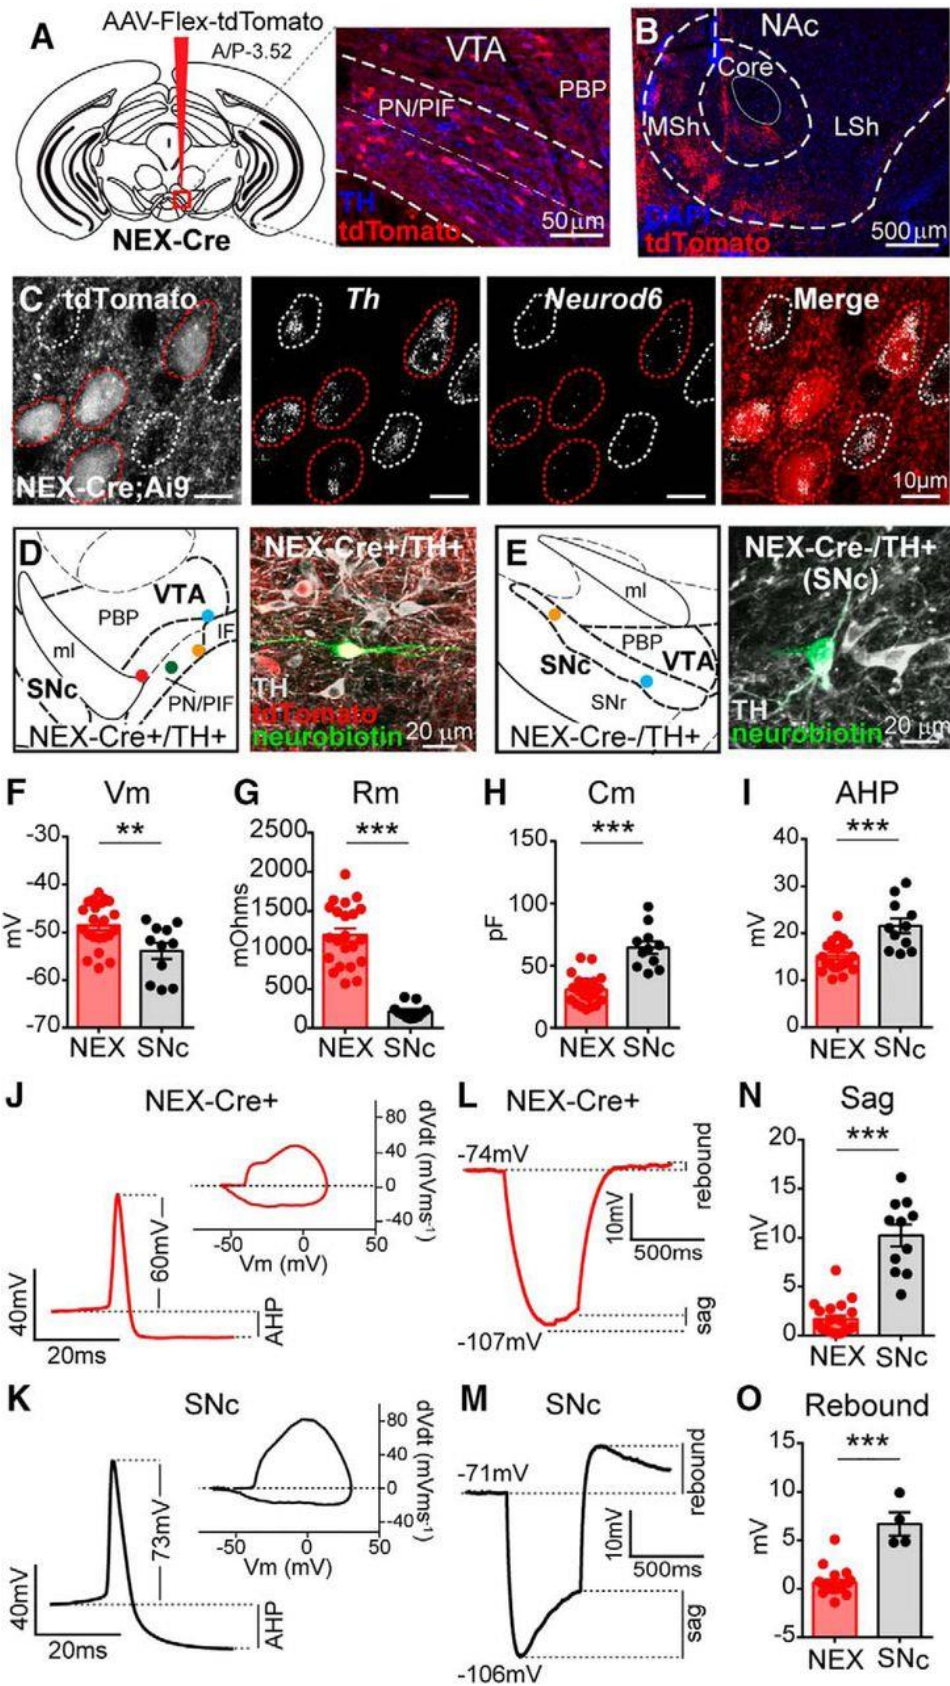 A
AAV-Flex-tdTomato
A/P-3.52
NEX-Cre
VTA
PBP
PN/PIF
TH
tdTomato
50μm
B
NAc
Core
MSh
LSh
DAPI
tdTomato
500μm
C
tdTomato
Th
Neurod6
Merge
NEX-Cre;Ai9
10μm
D
VTA
PBP
IF
ml
SNc
PN/PIF
NEX-Cre+/TH+
NEX-Cre+/TH+
TH
tdTomato
neurobiotin
20 μm
E
ml
PBP
SNc
VTA
SNr
NEX-Cre-/TH+
NEX-Cre-/TH+
(SNc)
TH
neurobiotin
20 μm
F
Vm
**
mV
-30
-40
-50
-60
-70
NEX
SNc
G
Rm
***
mOhms
2500
2000
1500
1000
500
0
NEX
SNc
H
Cm
***
pF
150
100
50
0
NEX
SNc
I
AHP
***
mV
40
30
20
10
0
NEX
SNc
J
NEX-Cre+
80
40
0
-40
dVdt (mVms-1)
-50
0
50
Vm (mV)
60mV
AHP
40mV
20ms
L
NEX-Cre+
-74mV
rebound
10mV
500ms
sag
-107mV
N
Sag
***
mV
20
15
10
5
0
NEX
SNc
K
SNc
80
40
0
-40
dVdt (mVms-1)
-50
0
50
Vm (mV)
73mV
AHP
40mV
20ms
M
SNc
-71mV
rebound
10mV
500ms
sag
-106mV
O
Rebound
***
mV
15
10
5
0
-5
NEX
SNc